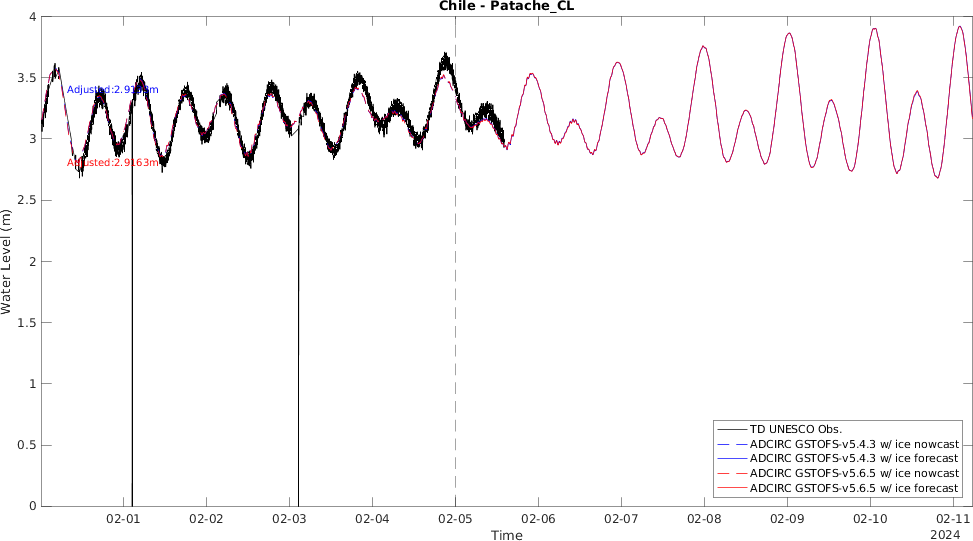 Chile - Patache_CL
4
3.5
3
2.5
2
1.5
1
0.5
0
Water Level (m)
Adjusted:2.9163m
TD UNESCO Obs.
ADCIRC GSTOFS-v5.4.3 w/ ice nowcast
ADCIRC GSTOFS-v5.4.3 w/ ice forecast
ADCIRC GSTOFS-v5.6.5 w/ ice nowcast
ADCIRC GSTOFS-v5.6.5 w/ ice forecast
02-01 02-02 02-03 02-04 02-05 02-06 02-07 02-08 02-09 02-10 02-11
Time
2024